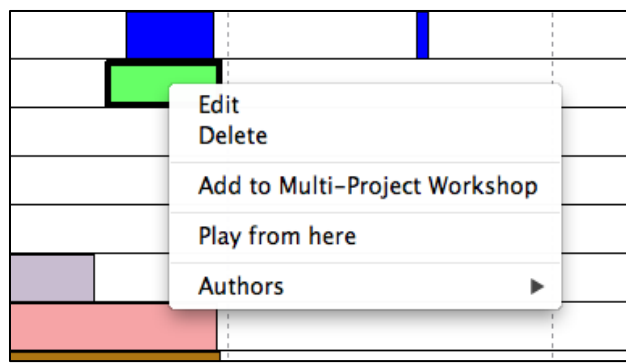 Edit
Delete
Add to Multi-Project Workshop
Play from here
Authors